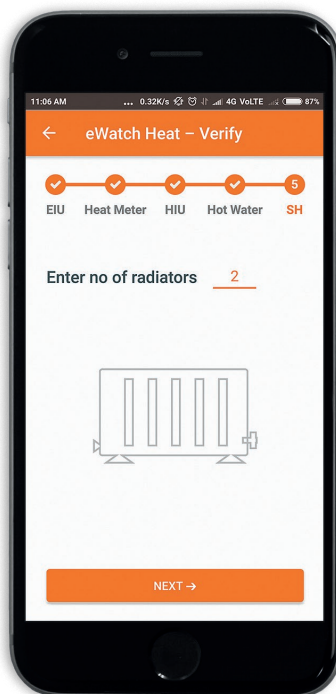 11:06 AM ... 0.32K/s 4G VoLTE 87%
eWatch Heat – Verify
5
EIU Heat Meter HIU Hot Water SH
Enter no of radiators 2
NEXT →